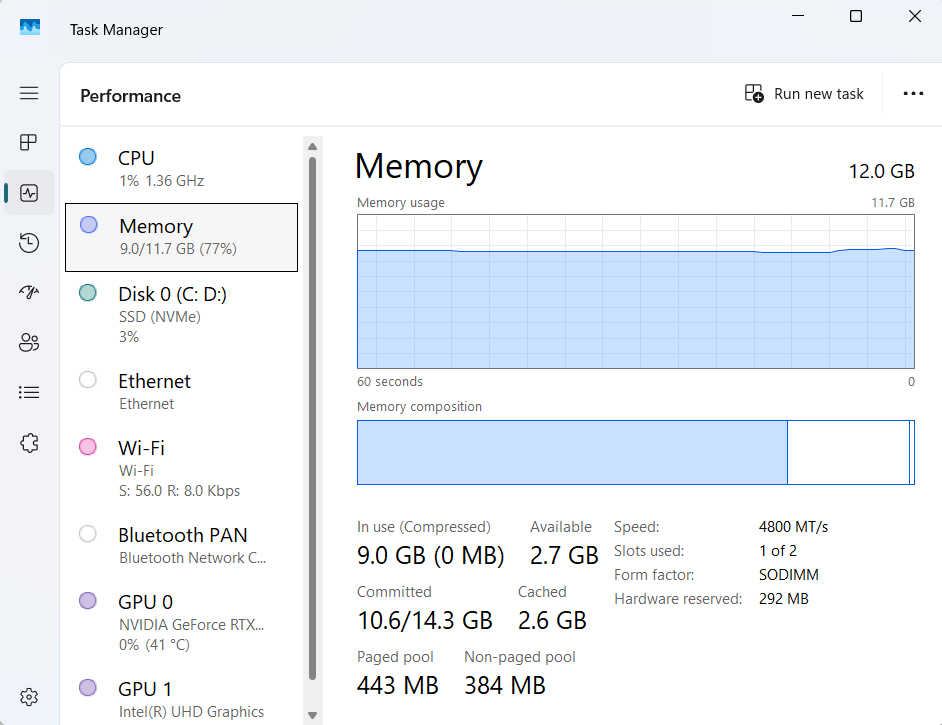 Task Manager
Performance
Run new task
CPU
1% 1.36 GHz
Memory
9.0/11.7 GB (77%)
Disk 0 (C: D:)
SSD (NVMe)
3%
Ethernet
Ethernet
Wi-Fi
Wi-Fi
S: 56.0 R: 8.0 Kbps
Bluetooth PAN
Bluetooth Network C...
GPU 0
NVIDIA GeForce RTX...
0% (41 °C)
GPU 1
Intel(R) UHD Graphics
Memory 12.0 GB
Memory usage 11.7 GB
60 seconds 0
Memory composition
In use (Compressed) Available
9.0 GB (0 MB) 2.7 GB
Committed Cached
10.6/14.3 GB 2.6 GB
Paged pool Non-paged pool
443 MB 384 MB
Speed: 4800 MT/s
Slots used: 1 of 2
Form factor: SODIMM
Hardware reserved: 292 MB